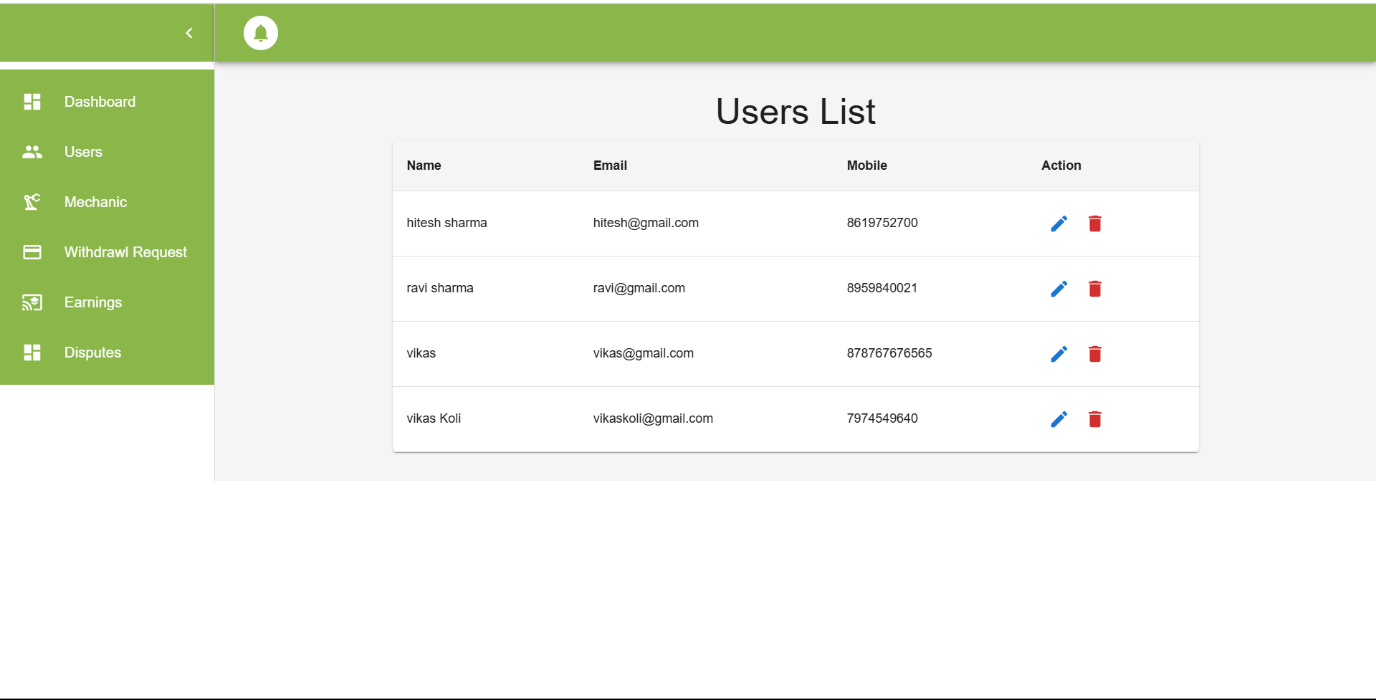 Dashboard
Users
Mechanic
Withdrawl Request
Earnings
Disputes
Users List
Name Email Mobile Action
hitesh sharma hitesh@gmail.com 8619752700
ravi sharma ravi@gmail.com 8959840021
vikas vikas@gmail.com 878767676565
vikas Koli vikaskoli@gmail.com 7974549640